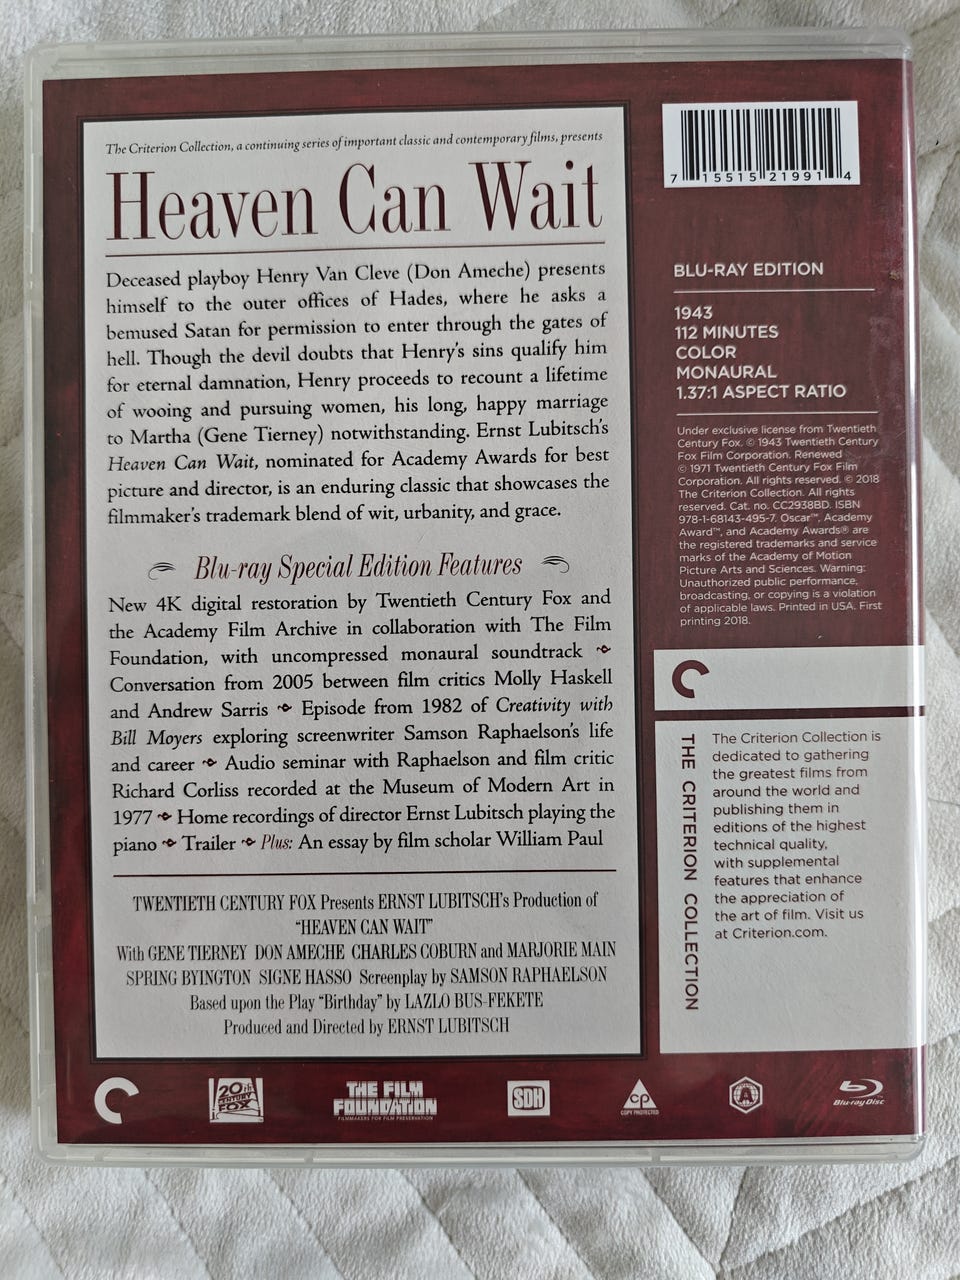 The Criterion Collection, a continuing series of important classic and contemporary films, presents
Heaven Can Wait
Deceased playboy Henry Van Cleve (Don Ameche) presents
himself to the outer offices of Hades, where he asks a
bemused Satan for permission to enter through the gates of
hell. Though the devil doubts that Henry's sins qualify him
for eternal damnation, Henry proceeds to recount a lifetime
of wooing and pursuing women, his long, happy marriage
to Martha (Gene Tierney) notwithstanding. Ernst Lubitsch's
Heaven Can Wait, nominated for Academy Awards for best
picture and director, is an enduring classic that showcases the
filmmaker's trademark blend of wit, urbanity, and grace.
Blu-ray Special Edition Features
New 4K digital restoration by Twentieth Century Fox and
the Academy Film Archive in collaboration with The Film
Foundation, with uncompressed monaural soundtrack
Conversation from 2005 between film critics Molly Haskell
and Andrew Sarris Episode from 1982 of Creativity with
Bill Moyers exploring screenwriter Samson Raphaelson's life
and career Audio seminar with Raphaelson and film critic
Richard Corliss recorded at the Museum of Modern Art in
1977 Home recordings of director Ernst Lubitsch playing the
piano Trailer Plus: An essay by film scholar William Paul
TWENTIETH CENTURY FOX Presents ERNST LUBITSCH's Production of
"HEAVEN CAN WAIT"
With GENE TIERNEY DON AMECHE CHARLES COBURN and MARJORIE MAIN
SPRING BYINGTON SIGNE HASSO Screenplay by SAMSON RAPHAELSON
Based upon the Play "Birthday" by LAZLO BUS-FEKETE
Produced and Directed by ERNST LUBITSCH
7 15515 21991 4
BLU-RAY EDITION
1943
112 MINUTES
COLOR
MONAURAL
1.37:1 ASPECT RATIO
Under exclusive license from Twentieth
Century Fox. © 1943 Twentieth Century
Fox Film Corporation. Renewed
© 1971 Twentieth Century Fox Film
Corporation. All rights reserved. © 2018
The Criterion Collection. All rights
reserved. Cat. no. CC2938BD. ISBN
978-1-68143-495-7. Oscar™, Academy
Award™, and Academy Awards® are
the registered trademarks and service
marks of the Academy of Motion
Picture Arts and Sciences. Warning:
Unauthorized public performance,
broadcasting, or copying is a violation
of applicable laws. Printed in USA. First
printing 2018.
THE CRITERION COLLECTION
The Criterion Collection is
dedicated to gathering
the greatest films from
around the world and
publishing them in
editions of the highest
technical quality,
with supplemental
features that enhance
the appreciation of
the art of film. Visit us
at Criterion.com.
20th
CENTURY
FOX
THE FILM
FOUNDATION
FILMMAKERS FOR FILM PRESERVATION
SDH
CP
COPY PROTECTED
A
Blu-ray Disc